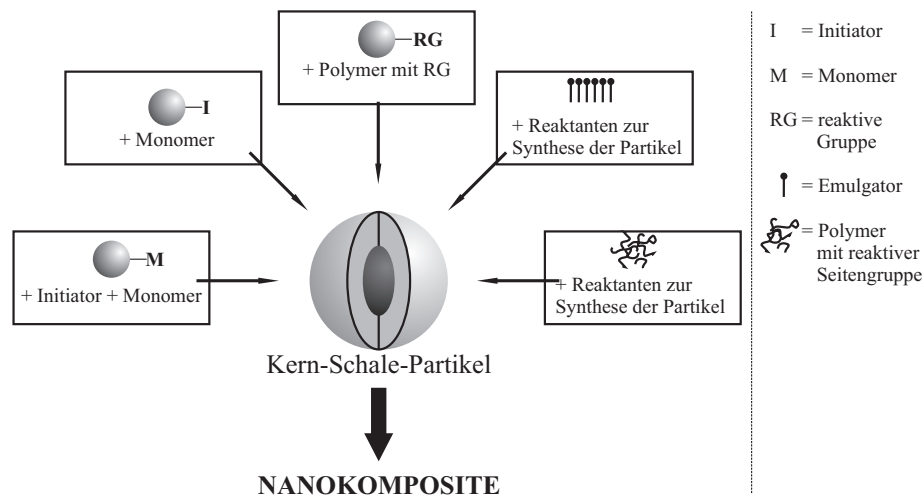 RG
+ Polymer mit RG
I
+ Monomer
+ Reaktanten zur
Synthese der Partikel
M
+ Initiator + Monomer
+ Reaktanten zur
Synthese der Partikel
Kern-Schale-Partikel
NANOKOMPOSITE
I = Initiator
M = Monomer
RG = reaktive
Gruppe
= Emulgator
= Polymer
mit reaktiver
Seitengruppe